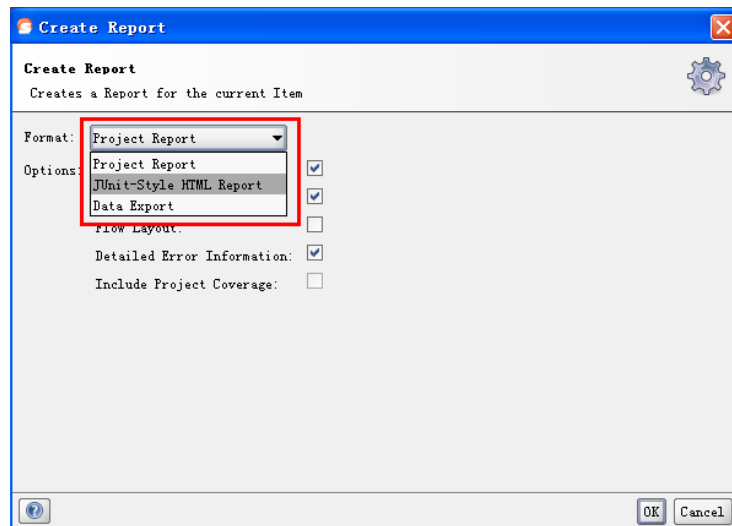 Create Report
Create Report
Creates a Report for the current Item
Format: Project Report
Options:
Project Report
JUnit-Style HTML Report
Data Export
Flow Layout:
Detailed Error Information:
Include Project Coverage:
OK Cancel